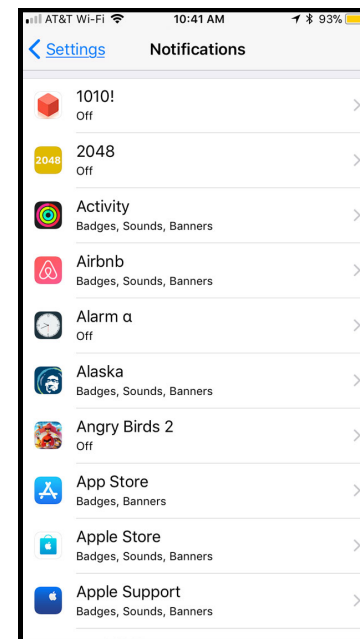 AT&T Wi-Fi 10:41 AM 93%
Settings Notifications
1010!
Off
2048
2048
Off
Activity
Badges, Sounds, Banners
Airbnb
Badges, Sounds, Banners
Alarm α
Off
Alaska
Badges, Sounds, Banners
Angry Birds 2
Off
App Store
Badges, Banners
Apple Store
Badges, Sounds, Banners
Apple Support
Badges, Sounds, Banners